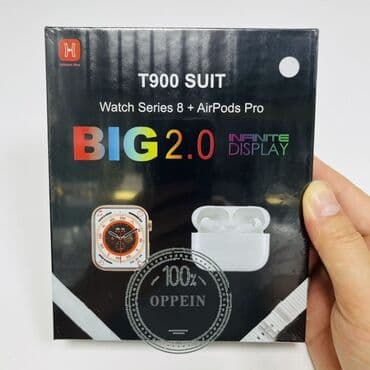 T900 SUIT
Watch Series 8 + AirPods Pro
BIG 2.0 INFINITE DISPLAY
100%
OPPEIN